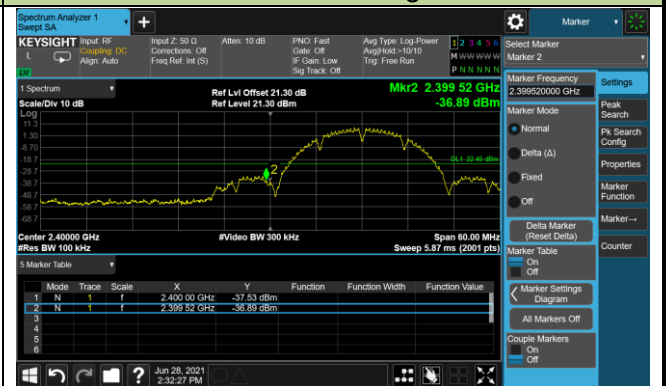 Spectrum Analyzer 1
Swept SA
Marker
KEYSIGHT
Input: RF
Coupling: DC
Align: Auto
Input Z: 50 Ω
Corrections: Off
Freq Ref: Int (S)
Atten: 10 dB
PNO: Fast
Gate: Off
IF Gain: Low
Sig Track: Off
Avg Type: Log-Power
Avg|Hold:>10/10
Trig: Free Run
1 2 3 4 5 6
M W W W W W
P N N N N N
L
LV
Select Marker
Marker 2
Marker Frequency
2.399520000 GHz
Settings
1 Spectrum
Scale/Div 10 dB
Log
Ref Lvl Offset 21.30 dB
Ref Level 21.30 dBm
Mkr2 2.399 52 GHz
-36.89 dBm
11.3
1.30
-8.70
-18.7
-28.7
-38.7
-48.7
-58.7
-68.7
2
DL1 -22.40 dBm
Center 2.40000 GHz
#Res BW 100 kHz
#Video BW 300 kHz
Span 60.00 MHz
Sweep 5.87 ms (2001 pts)
Marker Mode
Normal
Delta (Δ)
Fixed
Off
Delta Marker
(Reset Delta)
Marker Table
On
Off
Marker Settings
Diagram
All Markers Off
Couple Markers
On
Off
Peak
Search
Pk Search
Config
Properties
Marker
Function
Marker→
Counter
5 Marker Table
Mode Trace Scale X Y Function Function Width Function Value
1 N 1 f 2.400 00 GHz -37.53 dBm
2 N 1 f 2.399 52 GHz -36.89 dBm
3
4
5
6
Jun 28, 2021
2:32:27 PM